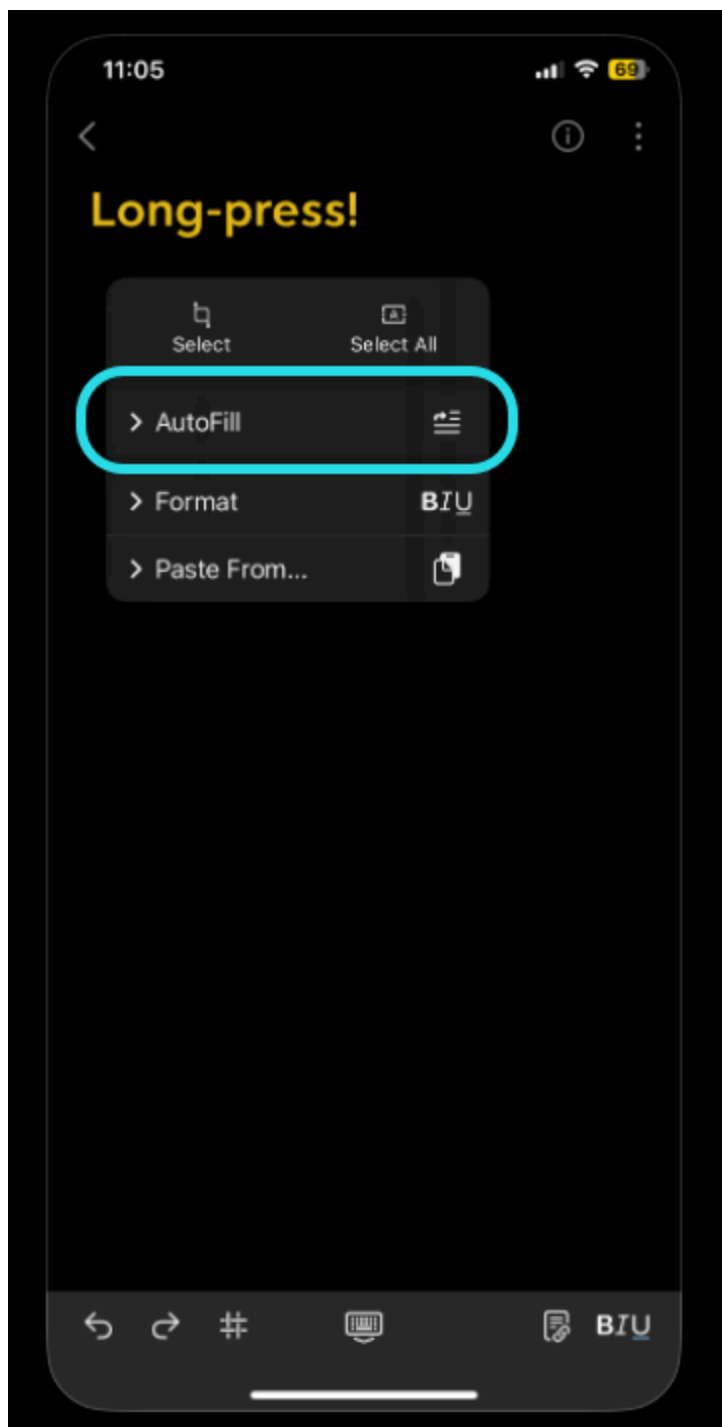 11:05 69
Long-press!
Select Select All
AutoFill
Format BIU
Paste From...
BIU